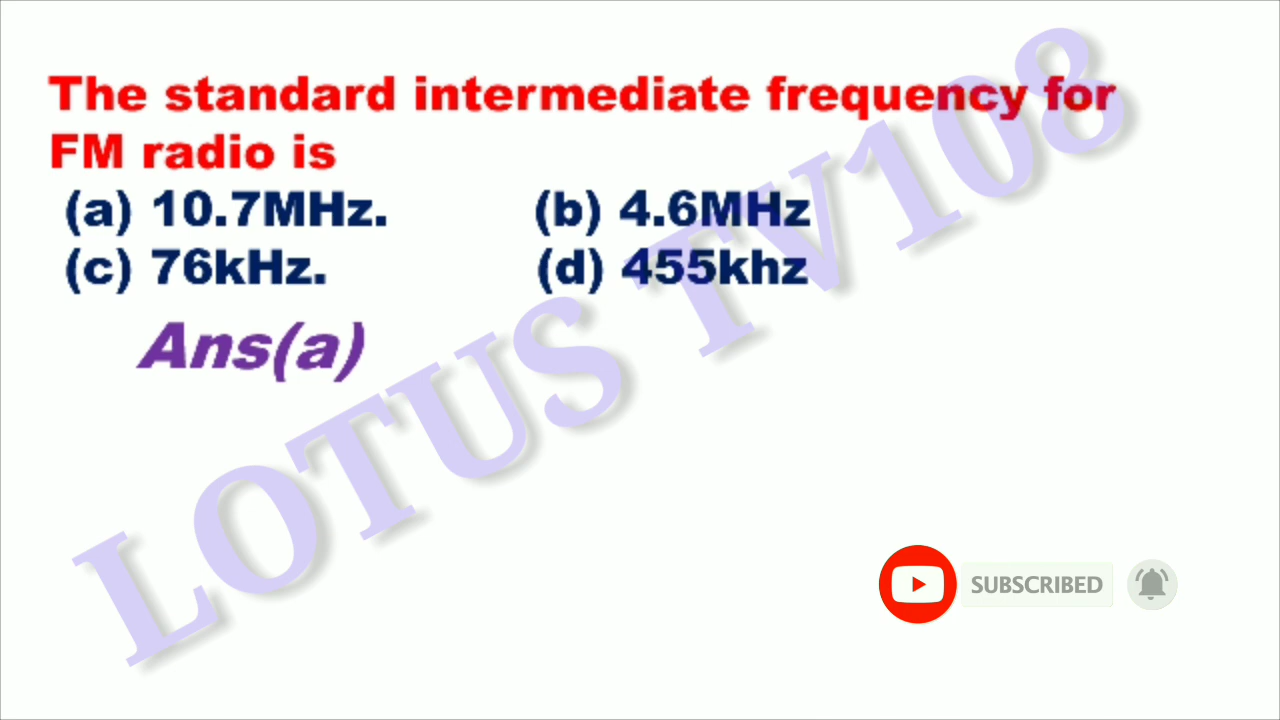 The standard intermediate frequency for
FM radio is
(a) 10.7MHz. (b) 4.6MHz
(c) 76kHz. (d) 455khz
Ans(a)
LOTUS TV108
SUBSCRIBED